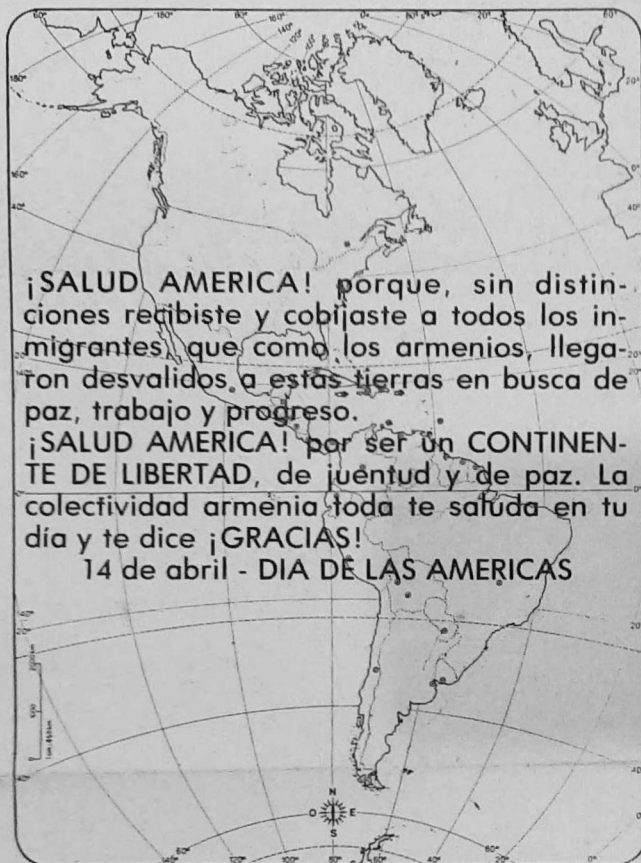 ¡SALUD AMERICA! porque, sin distin-
ciones recibiste y cobijaste a todos los in-
migrantes, que como los armenios, llega-
ron desvalidos a estas tierras en busca de
paz, trabajo y progreso.
¡SALUD AMERICA! por ser un CONTINEN-
TE DE LIBERTAD, de juentud y de paz. La
colectividad armenia toda te saluda en tu
día y te dice ¡GRACIAS!
14 de abril - DIA DE LAS AMERICAS
N
O E
S